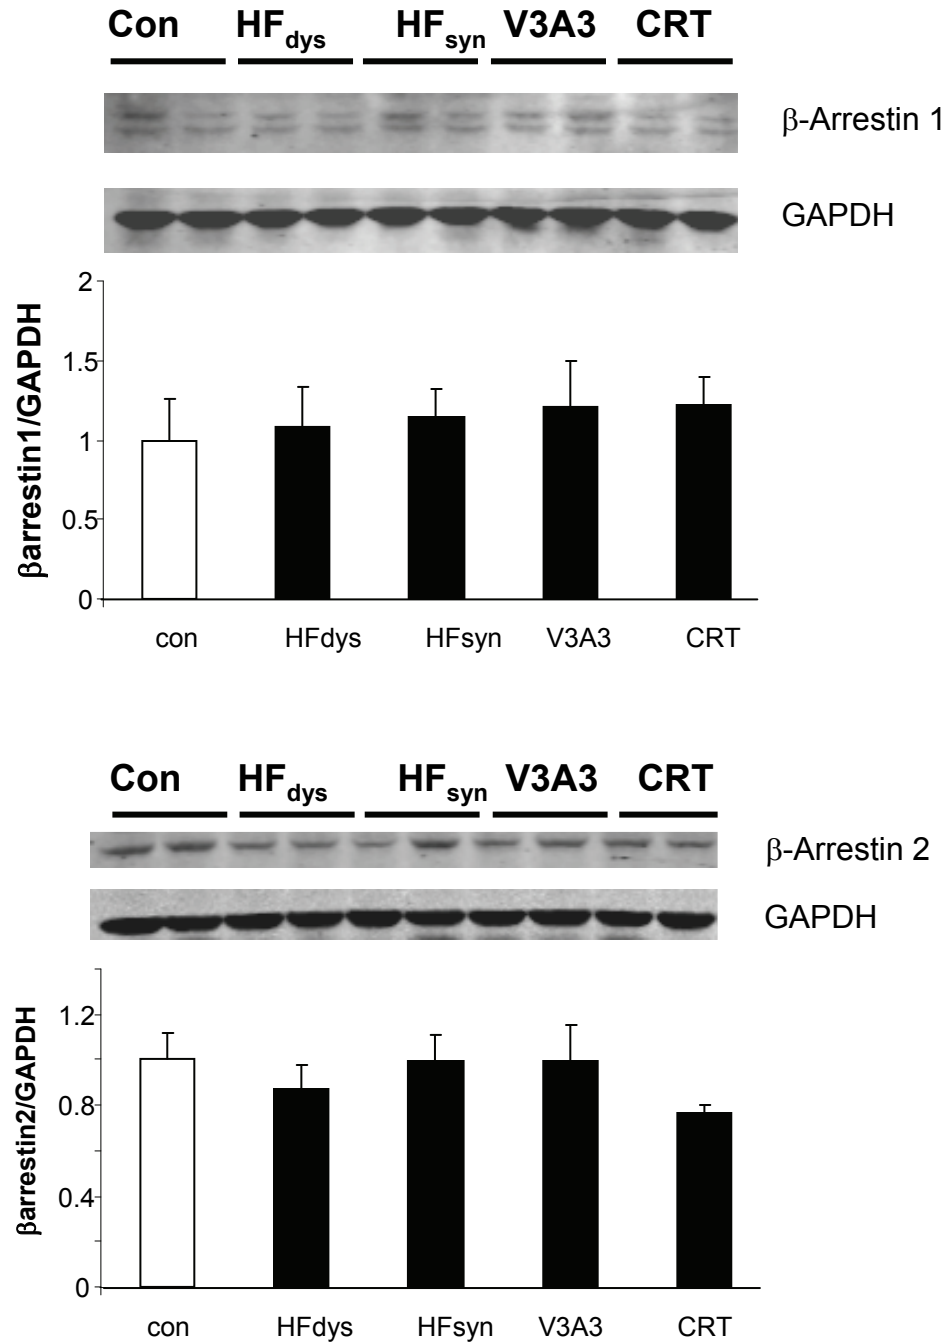 Con HFdys HFsyn V3A3 CRT
β-Arrestin 1
GAPDH
βarrestin1/GAPDH
2
1.5
1
0.5
0
con HFdys HFsyn V3A3 CRT
Con HFdys HFsyn V3A3 CRT
β-Arrestin 2
GAPDH
βarrestin2/GAPDH
1.2
0.8
0.4
0
con HFdys HFsyn V3A3 CRT